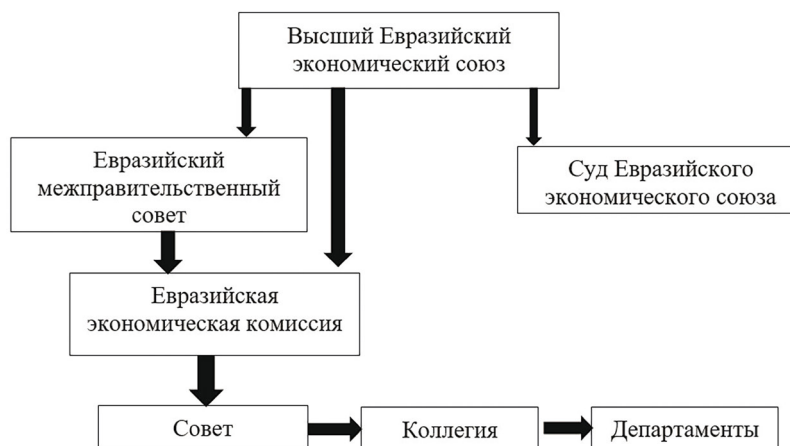 Высший Евразийский
экономический союз
Евразийский
межправительственный
совет
Суд Евразийского
экономического союза
Евразийская
экономическая комиссия
Совет
Коллегия
Департаменты